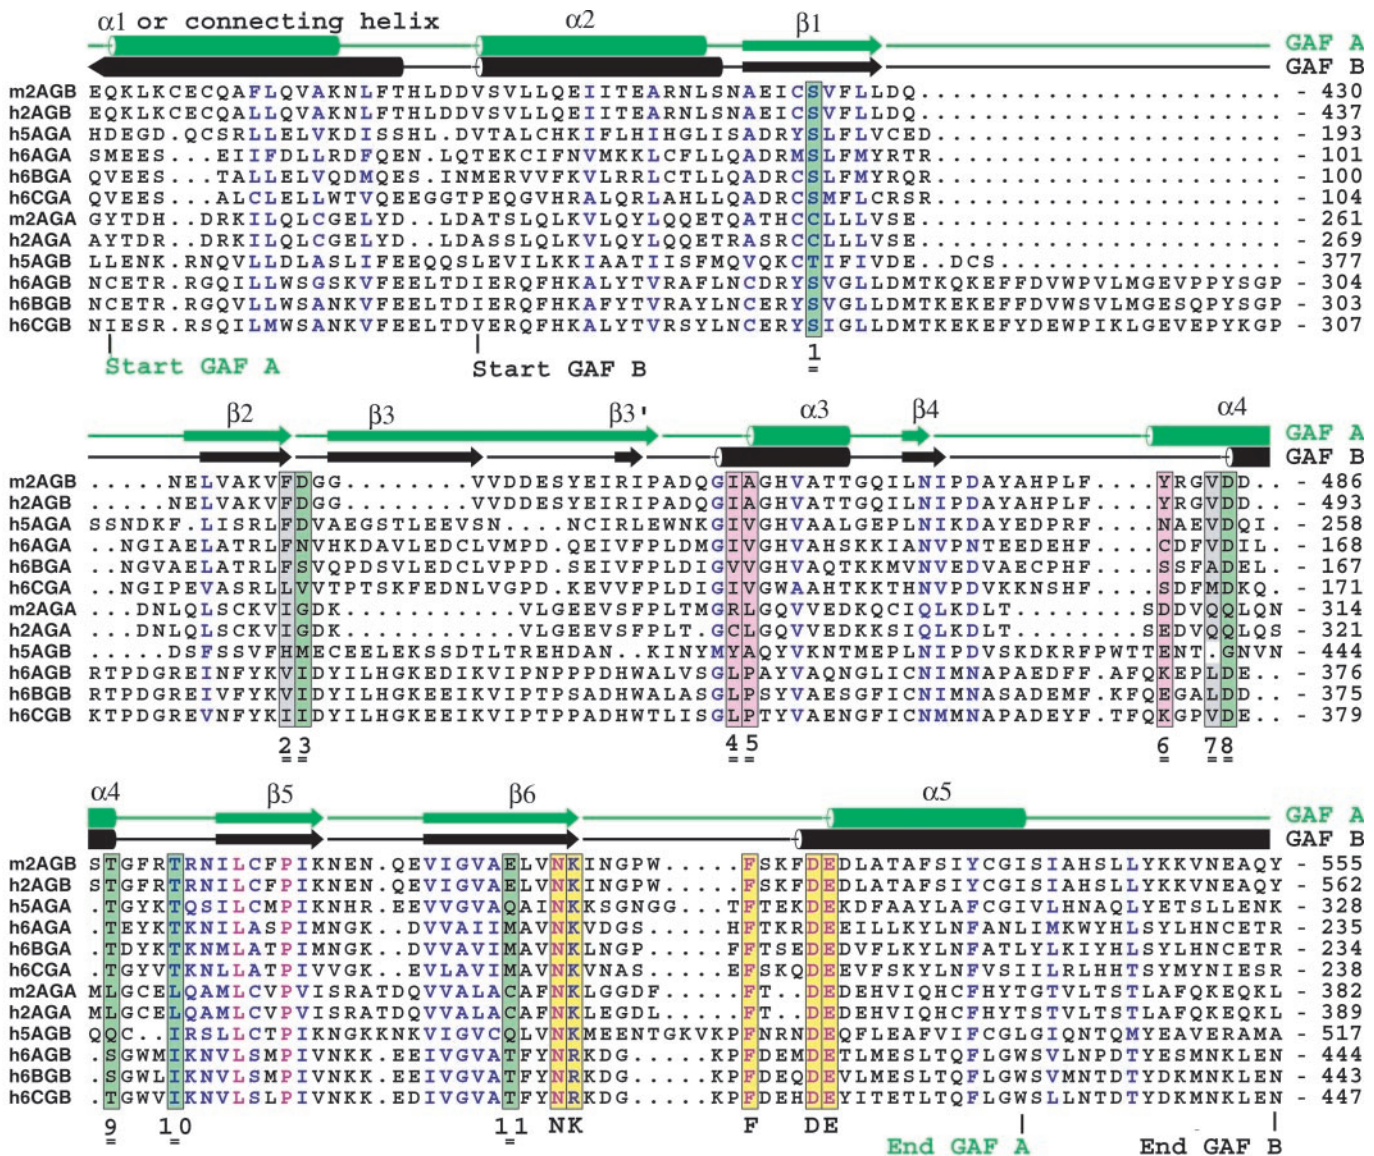 α1 or connecting helix α2 β1
GAF A
GAF B
m2AGB EQKLKCECQAFLQVAKNLFTHLDDVSVLLQEIITEARNLSNAEICSVFLLDQ...................... - 430
h2AGB EQKLKCECQALLQVAKNLFTHLDDVSVLLQEIITEARNLSNAEICSVFLLDQ...................... - 437
h5AGA HDEGD.QCSRLLELVKDISSHL.DVTALCHKIFLHIHGLISADRYSLFLVCED..................... - 193
h6AGA SMEES...EIIFDLLRDFQEN.LQTEKCIFNVMKKLCFLLQADRMSLFMYRTR..................... - 101
h6BGA QVEES...TALLELVQDMQES.INMERVVFKVLRRLCTLLQADRCSLFMYRQR..................... - 100
h6CGA QVEES...ALCLELLWTVQEEGGTPEQGVHRALQRLAHLLQADRCSMFLCRSR..................... - 104
m2AGA GYTDH..DRKILQLCGELYD..LDATSLQLKVLQYLQQETQATHCCLLLVSE...................... - 261
h2AGA AYTDR..DRKILQLCGELYD..LDASSLQLKVLQYLQQETRASRCCLLLVSE...................... - 269
h5AGB LLENK.RNQVLLDLASLIFEEQQSLEVILKKIAATIISFMQVQKCTIFIVDE..DCS................. - 377
h6AGB NCETR.RGQILLWSGSKVFEELTDIERQFHKALYTVRAFLNCDRYSVGLLDMTKQKEFFDVWPVLMGEVPPYSGP - 304
h6BGB NCETR.RGQVLLWSANKVFEELTDIERQFHKAFYTVRAYLNCERYSVGLLDMTKEKEFFDVWSVLMGESQPYSGP - 303
h6CGB NIESR.RSQILMWSANKVFEELTDVERQFHKALYTVRSYLNCERYSIGLLDMTKEKEFYDEWPIKLGEVEPYKGP - 307
Start GAF A Start GAF B 1
β2 β3 β3' α3 β4 α4
GAF A
GAF B
m2AGB .....NELVAKVFDGG........VVDDESYEIRIPADQGIAGHVATTGQILNIPDAYAHPLF....YRGVDD.. - 486
h2AGB .....NELVAKVFDGG........VVDDESYEIRIPADQGIAGHVATTGQILNIPDAYAHPLF....YRGVDD.. - 493
h5AGA SSNDKF.LISRLFDVAEGSTLEEVSN....NCIRLEWNKGIVGHVAALGEPLNIKDAYEDPRF....NAEVDQI. - 258
h6AGA ..NGIAELATRLFNVHKDAVLEDCLVMPD.QEIVFPLDMGIVGHVAHSKKIANVPNTEEDEHF....CDFVDIL. - 168
h6BGA ..NGVAELATRLFSVQPDSVLEDCLVPPD.SEIVFPLDIGVVGHVAQTKKMVNVEDVAECPHF....SSFADEL. - 167
h6CGA ..NGIPEVASRLLVVTPTSKFEDNLVGPD.KEVVFPLDIGIVGWAAHTKKTHNVPDVKKNSHF....SDFMDKQ. - 171
m2AGA ...DNLQLSCKVIGDK...........VLGEEVSFPLTMGRLGQVVEDKQCIQLKDLT........SDDVQQLQN - 314
h2AGA ...DNLQLSCKVIGDK...........VLGEEVSFPLT.GCLGQVVEDKKSIQLKDLT........SEDVQQLQS - 321
h5AGB .....DSFSSVFHMECEELEKSSDTLTREHDAN..KINYMYAQYVKNTMEPLNIPDVSKDKRFPWTTENT.GNVN - 444
h6AGB RTPDGREINFYKVIDYILHGKEDIKVIPNPPPDHWALVSGLPAYVAQNGLICNIMNAPAEDFF.AFQKEPLDE.. - 376
h6BGB RTPDGREIVFYKVIDYILHGKEDIKVIPTPSADHWALASGLPSYVAESGFICNIMNASADEMF.KFQEGALDD.. - 375
h6CGB KTPDGREVNFYKIIDYILHGKEEIKVIPTPPADHWTLISGLPTYVAENGFICNMMNAPADEYF.TFQKGPVDE.. - 379
2 3 4 5 6 7 8
α4 β5 β6 α5
GAF A
GAF B
m2AGB STGFRTRNILCFPIKNEN.QEVIGVAELVNKINGPW.....FSKFDEDLATAFSIYCGISIAHSLLYKKVNEAQY - 555
h2AGB STGFRTRNILCFPIKNEN.QEVIGVAELVNKINGPW.....FSKFDEDLATAFSIYCGISIAHSLLYKKVNEAQY - 562
h5AGA .TGYKTQSILCMPIKNHR.EEVVGVAQAINKKSGNGG...TFTEKDEKDFAAYLAFCGIVLHNAQLYETSLLENK - 328
h6AGA .TEYKTKNILASPIMNGK..DVVAIIMAVNKVDGS.....HFTKRDEEILLKYLNFANLIMKWYHLSYLHNCETR - 235
h6BGA .TDYKTKNMLATPIMNGK..DVVAVIMAVNKLNGP.....FFTSEDEDVFLKYLNFATLYLKIYHLSYLHNCETR - 234
h6CGA .TGYVTKNLLATPIVVGK..EVLAVIMAVNKVNAS.....EFSKQDEEVFSKYLNFVSIILRLHHTSYMYNIESR - 238
m2AGA MLGCELQAMLCVPVISRATDQVVALACAFNKLGGDF.....FT..DEDEHVIQHCFHYTGTVLTSTLAFQKEQKL - 382
h2AGA MLGCELQAMLCVPVISRATDQVVALACAFNKLEGDL.....FT..DEDEHVIQHCFHYTSTVLTSTLAFQKEQKL - 389
h5AGB QQC..IRSLLCTPIKNGKKNKVIGVCQLVNKMEENTGKVKPFNRNDEQFLEAFVIFCGLGIQNTQMYEAVERAMA - 517
h6AGB .SGWMIKNVLSMPIVNKK.EEIVGVATFYNRKDG.....KPFDEMDETLMESLTQFLGWSVLNPDTYESMNKLEN - 444
h6BGB .SGWLIKNVLSMPIVNKK.EEIVGVATFYNRKDG.....KPFDEQDEVLMESLTQFLGWSVMNTDTYDKMNKLEN - 443
h6CGB .TGWVIKNVLSLPIVNKK.EDIVGVATFYNRKDG.....KPFDEHDEYITETLTQFLGWSLLNTDTYDKMNKLEN - 447
9 10 11 NK F DE
End GAF A End GAF B